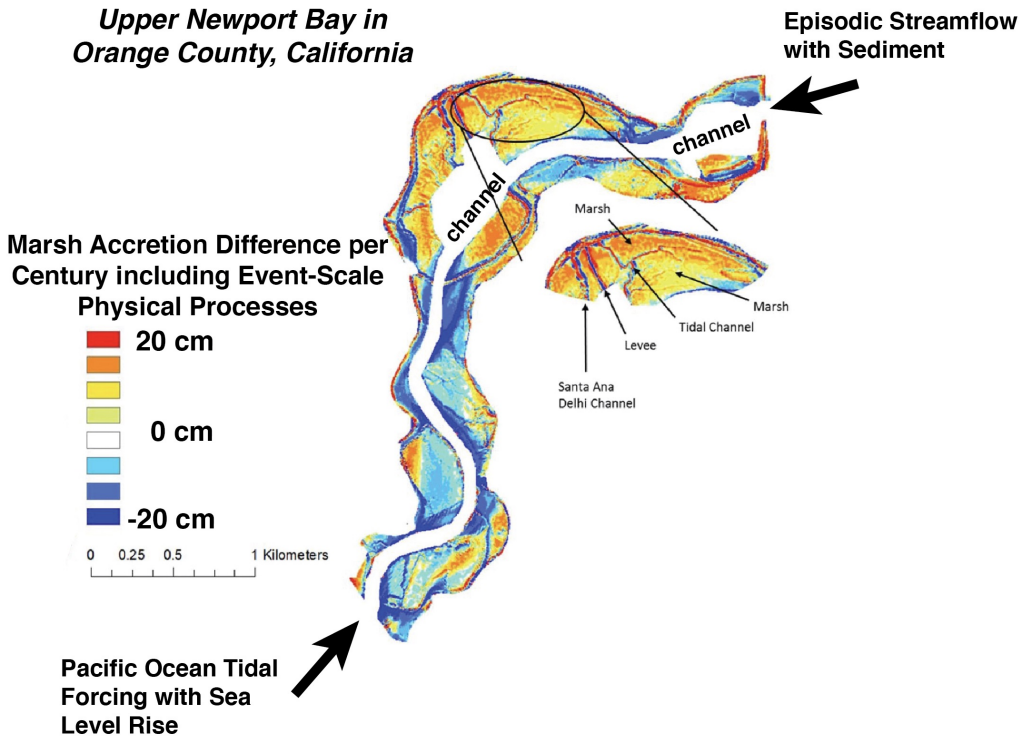 Upper Newport Bay in
Orange County, California
Episodic Streamflow
with Sediment
channel
channel
Marsh Accretion Difference per
Century including Event-Scale
Physical Processes
20 cm
0 cm
-20 cm
0 0.25 0.5 1 Kilometers
Marsh
Marsh
Tidal Channel
Levee
Santa Ana
Delhi Channel
Pacific Ocean Tidal
Forcing with Sea
Level Rise